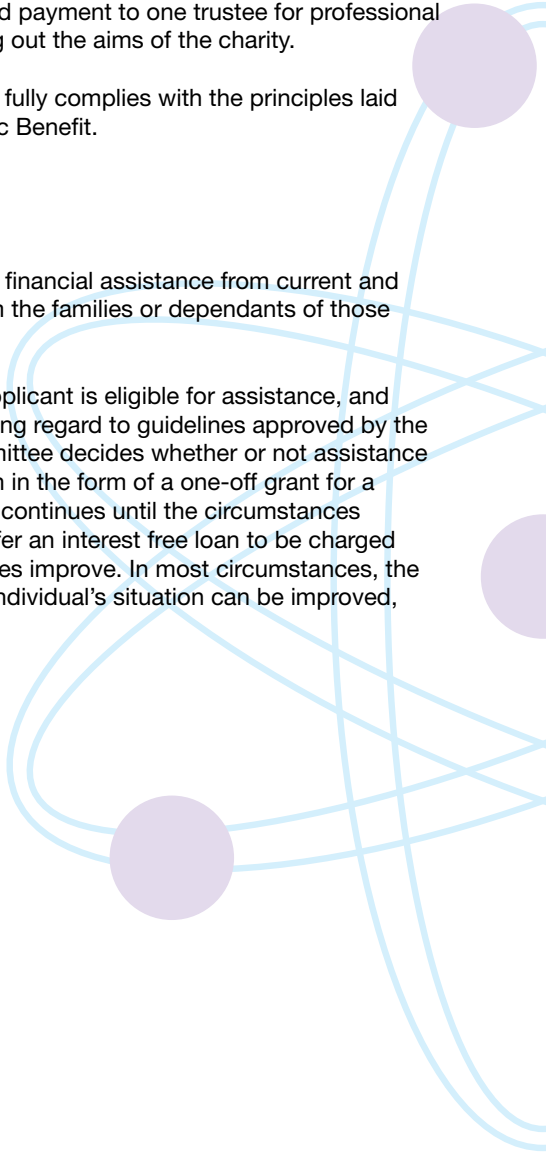 d payment to one trustee for professional
g out the aims of the charity.
fully complies with the principles laid
c Benefit.
financial assistance from current and
n the families or dependants of those
plicant is eligible for assistance, and
ng regard to guidelines approved by the
mittee decides whether or not assistance
n in the form of a one-off grant for a
continues until the circumstances
fer an interest free loan to be charged
es improve. In most circumstances, the
ndividual’s situation can be improved,